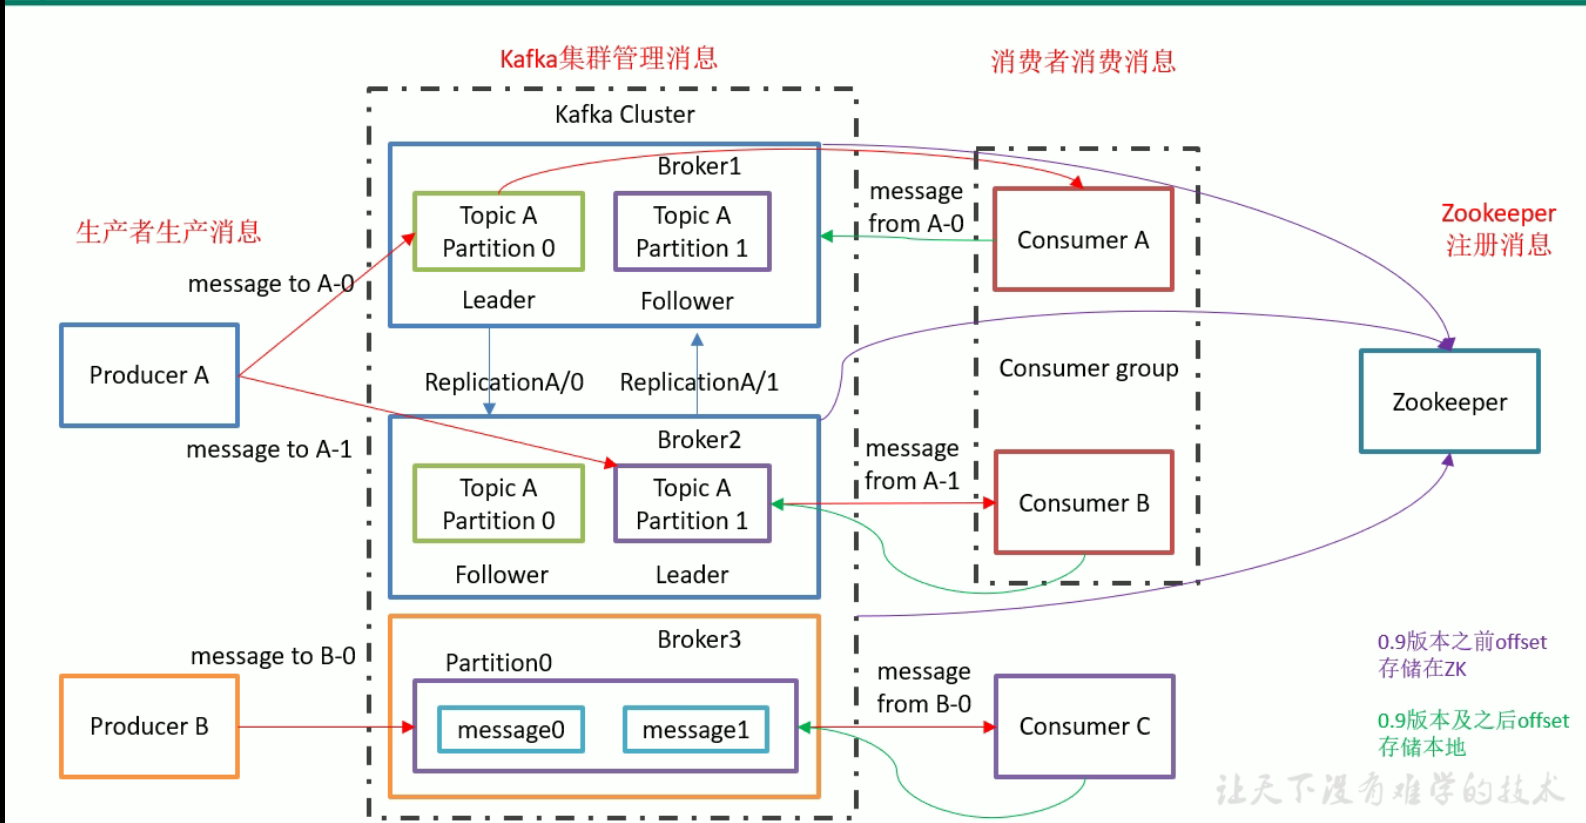 Kafka集群管理消息
消费者消费消息
Kafka Cluster
Broker1
Topic A
Partition 0
Topic A
Partition 1
Leader
Follower
生产者生产消息
message to A-0
Producer A
message to A-1
ReplicationA/0
ReplicationA/1
Broker2
Topic A
Partition 0
Topic A
Partition 1
Follower
Leader
message
from A-0
Consumer A
Consumer group
message
from A-1
Consumer B
Zookeeper
注册消息
Zookeeper
message to B-0
Producer B
Broker3
Partition0
message0
message1
message
from B-0
Consumer C
0.9版本之前offset
存储在ZK
0.9版本及之后offset
存储本地
让天下没有难学的技术